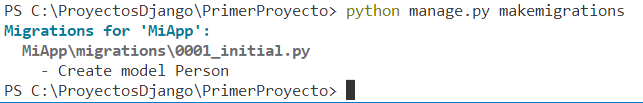 PS C:\ProyectosDjango\PrimerProyecto> python manage.py makemigrations
Migrations for 'MiApp':
  MiApp\migrations\0001_initial.py
    - Create model Person
PS C:\ProyectosDjango\PrimerProyecto>